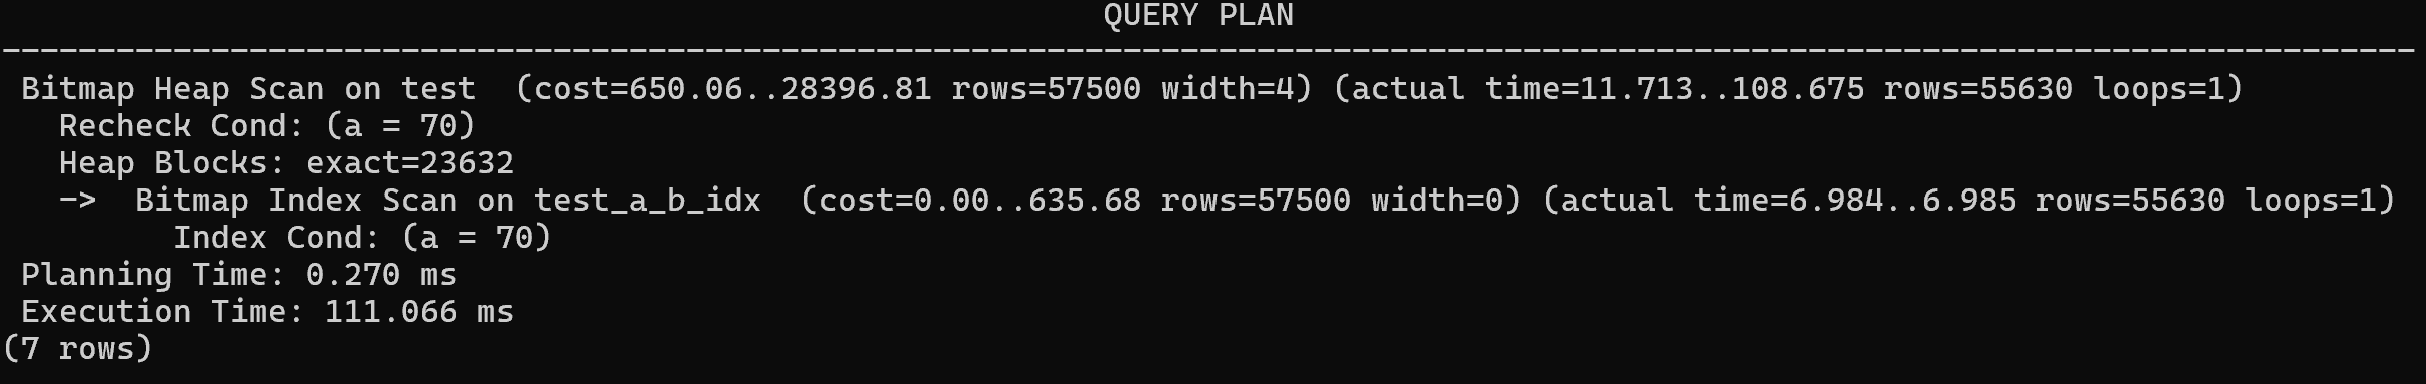 QUERY PLAN
--------------------------------------------------------------------------------------------------------------------------------
Bitmap Heap Scan on test  (cost=650.06..28396.81 rows=57500 width=4) (actual time=11.713..108.675 rows=55630 loops=1)
  Recheck Cond: (a = 70)
  Heap Blocks: exact=23632
  ->  Bitmap Index Scan on test_a_b_idx  (cost=0.00..635.68 rows=57500 width=0) (actual time=6.984..6.985 rows=55630 loops=1)
        Index Cond: (a = 70)
Planning Time: 0.270 ms
Execution Time: 111.066 ms
(7 rows)